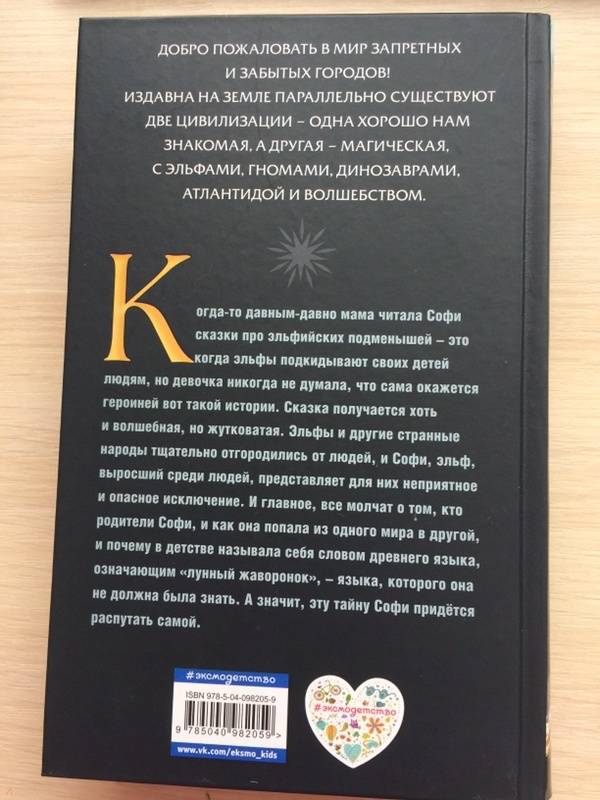 ДОБРО ПОЖАЛОВАТЬ В МИР ЗАПРЕТНЫХ
И ЗАБЫТЫХ ГОРОДОВ!
ИЗДАВНА НА ЗЕМЛЕ ПАРАЛЛЕЛЬНО СУЩЕСТВУЮТ
ДВЕ ЦИВИЛИЗАЦИИ – ОДНА ХОРОШО НАМ
ЗНАКОМАЯ, А ДРУГАЯ – МАГИЧЕСКАЯ,
С ЭЛЬФАМИ, ГНОМАМИ, ДИНОЗАВРАМИ,
АТЛАНТИДОЙ И ВОЛШЕБСТВОМ.
Когда-то давным-давно мама читала Софи
сказки про эльфийских подменышей – это
когда эльфы подкидывают своих детей
людям, но девочка никогда не думала, что сама окажется
героиней вот такой истории. Сказка получается хоть
и волшебная, но жутковатая. Эльфы и другие странные
народы тщательно отгородились от людей, и Софи, эльф,
выросший среди людей, представляет для них неприятное
и опасное исключение. И главное, все молчат о том, кто
родители Софи, и как она попала из одного мира в другой,
и почему в детстве называла себя словом древнего языка,
означающим «лунный жаворонок», – языка, которого она
не должна была знать. А значит, эту тайну Софи придётся
распутать самой.
#эксмодетство
ISBN 978-5-04-098205-9
9 785040 982059 >
www.vk.com/eksmo_kids
#эксмодетство